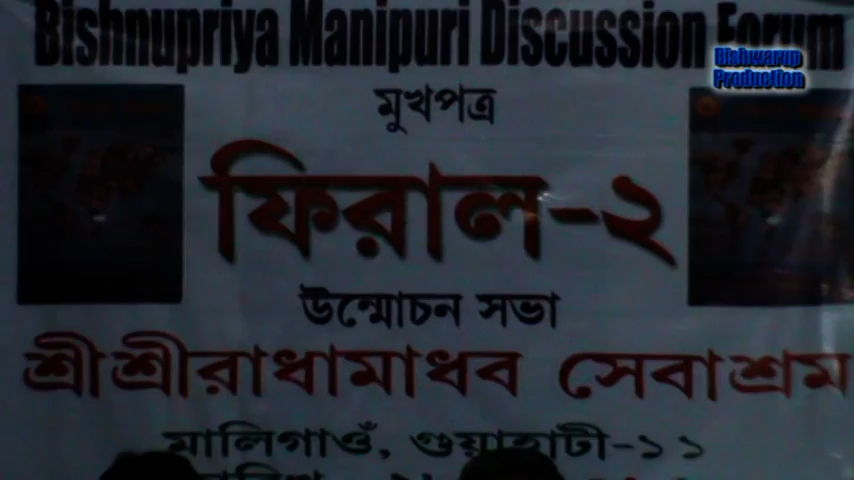 Bishnupriya Manipuri Discussion Forum
Bishwarup
Production
মুখপত্র
ফিরাল-২
উন্মোচন সভা
শ্রীশ্রীরাধামাধব সেবাশ্রম
মালিগাওঁ, গুয়াহাটী-১১